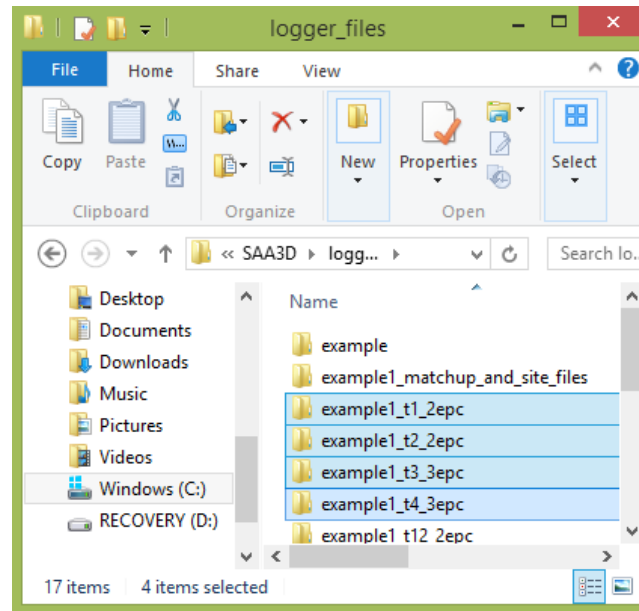 logger_files
File Home Share View
Copy Paste New Properties Select
Clipboard Organize Open
« SAA3D logg... Search lo..
Desktop
Documents
Downloads
Music
Pictures
Videos
Windows (C:)
RECOVERY (D:)
Name
example
example1_matchup_and_site_files
example1_t1_2epc
example1_t2_2epc
example1_t3_3epc
example1_t4_3epc
example1_t12_2epc
17 items 4 items selected